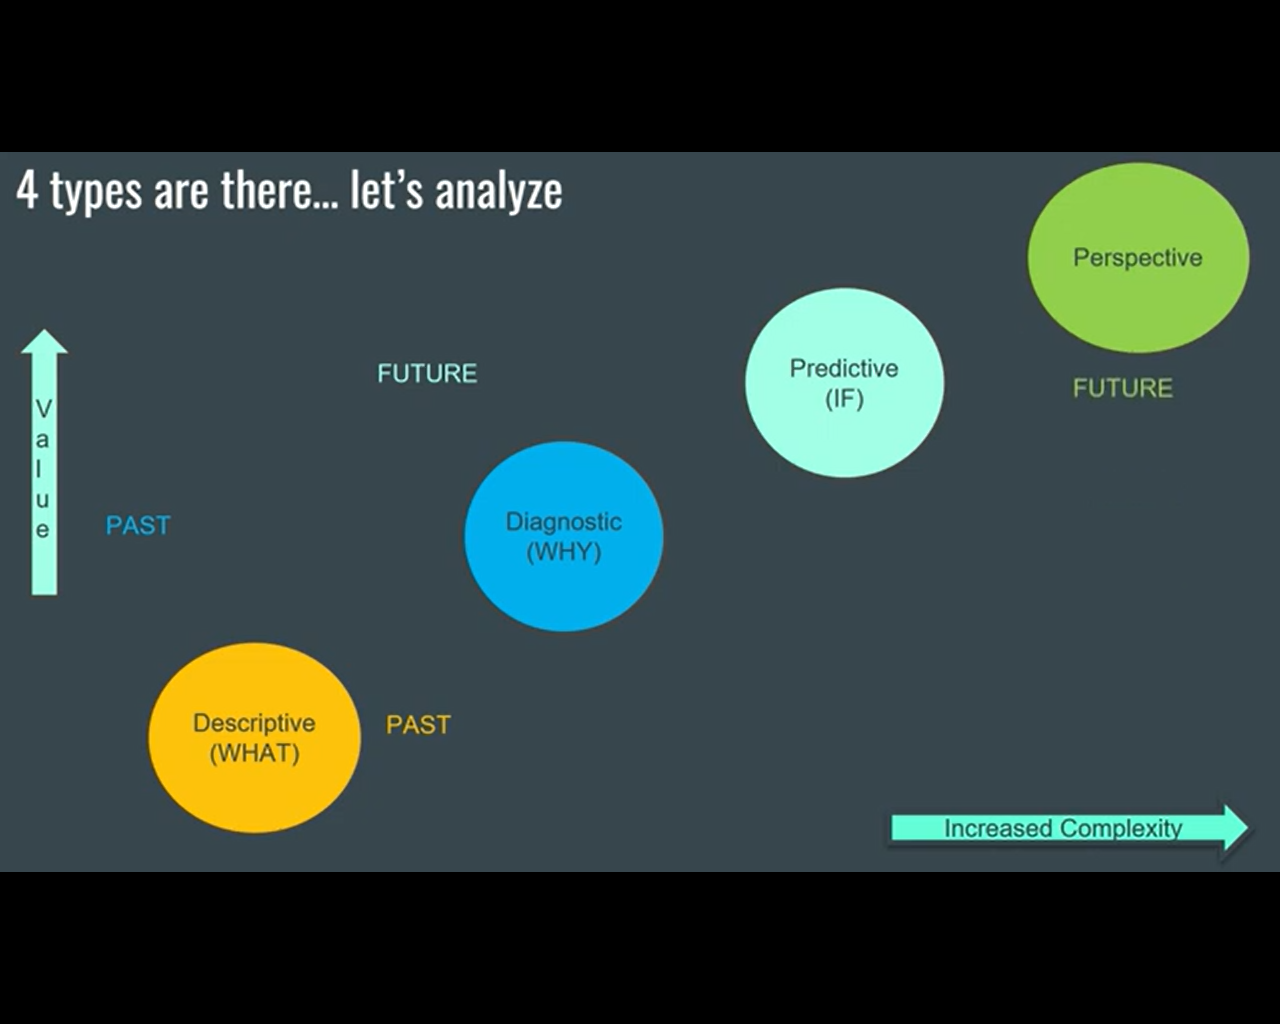 4 types are there... let's analyze
Perspective
Predictive
(IF)
FUTURE
FUTURE
Value
Diagnostic
(WHY)
PAST
Descriptive
(WHAT)
PAST
Increased Complexity